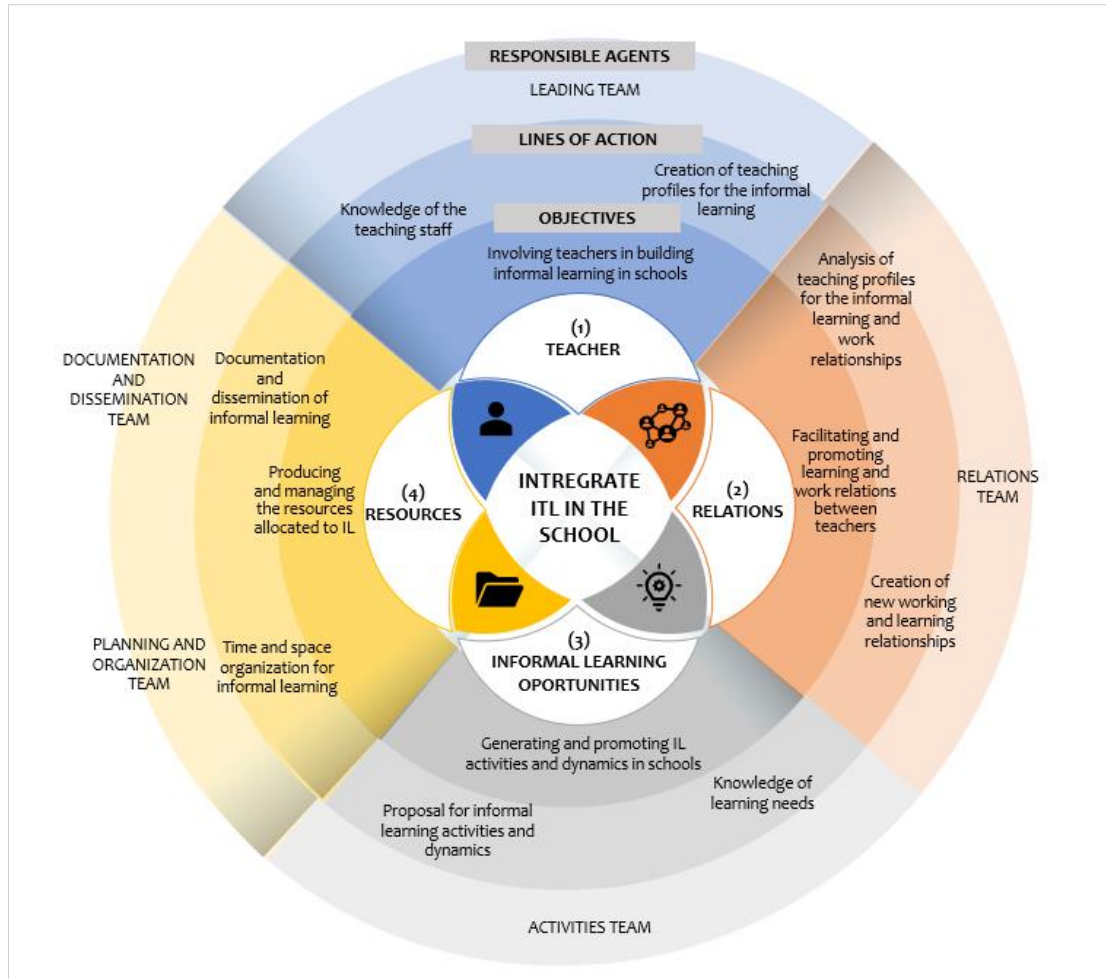 RESPONSIBLE AGENTS
LEADING TEAM
LINES OF ACTION
Knowledge of the
teaching staff
Creation of teaching
profiles for the informal
learning
OBJECTIVES
Involving teachers in building
informal learning in schools
(1)
TEACHER
Analysis of
teaching profiles
for the informal
learning and
work
relationships
Facilitating and
promoting
learning and
work relations
between
teachers
Creation of
new working
and learning
relationships
RELATIONS
TEAM
(2)
RELATIONS
INTREGRATE
ITL IN THE
SCHOOL
DOCUMENTATION
AND
DISSEMINATION
TEAM
Documentation
and
dissemination of
informal learning
Producing
and managing
the resources
allocated to IL
(4)
RESOURCES
PLANNING AND
ORGANIZATION
TEAM
Time and space
organization for
informal learning
(3)
INFORMAL LEARNING
OPORTUNITIES
Generating and promoting IL
activities and dynamics in schools
Knowledge of
learning needs
Proposal for informal
learning activities and
dynamics
ACTIVITIES TEAM